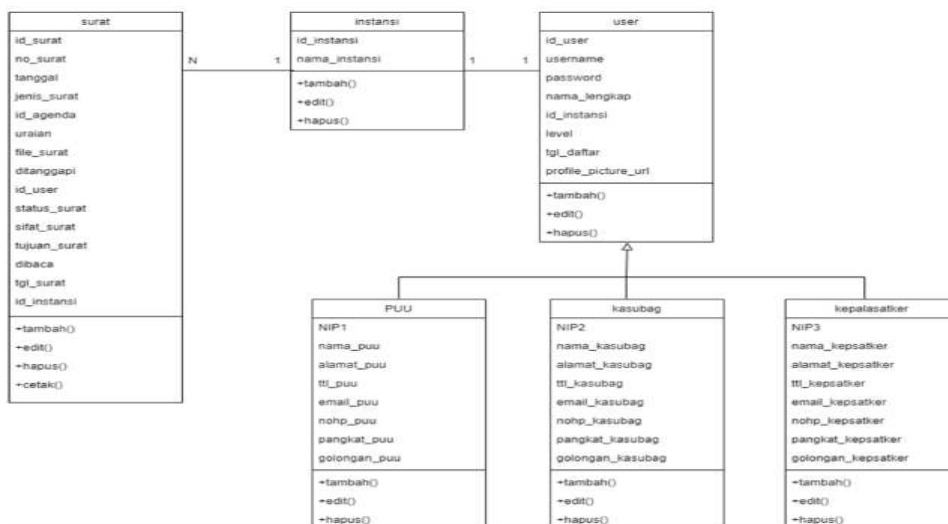 surat
id_surat
no_surat
tanggal
jenis_surat
id_agenda
uraian
file_surat
ditanggapi
id_user
status_surat
sifat_surat
tujuan_surat
dibaca
tgl_surat
id_instansi
+tambah()
+edit()
+hapus()
+cetak()
N
1
instansi
id_instansi
nama_instansi
+tambah()
+edit()
+hapus()
1
1
user
id_user
username
password
nama_lengkap
id_instansi
level
tgl_daftar
profile_picture_url
+tambah()
+edit()
+hapus()
PUU
NIP1
nama_puu
alamat_puu
ttl_puu
email_puu
nohp_puu
pangkat_puu
golongan_puu
+tambah()
+edit()
+hapus()
kasubag
NIP2
nama_kasubag
alamat_kasubag
ttl_kasubag
email_kasubag
nohp_kasubag
pangkat_kasubag
golongan_kasubag
+tambah()
+edit()
+hapus()
kepalasatker
NIP3
nama_kepsatker
alamat_kepsatker
ttl_kepsatker
email_kepsatker
nohp_kepsatker
pangkat_kepsatker
golongan_kepsatker
+tambah()
+edit()
+hapus()